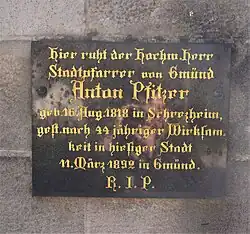 Hier ruht der Hochw. Herr
Stadtpfarrer von Gmünd
Anton Pfitzer
geb. 16. Aug. 1818 in Schrezheim,
gest. nach 44 jähriger Wirksam,
keit in hiesiger Stadt
11. März 1892 in Gmünd.
R. I. P.